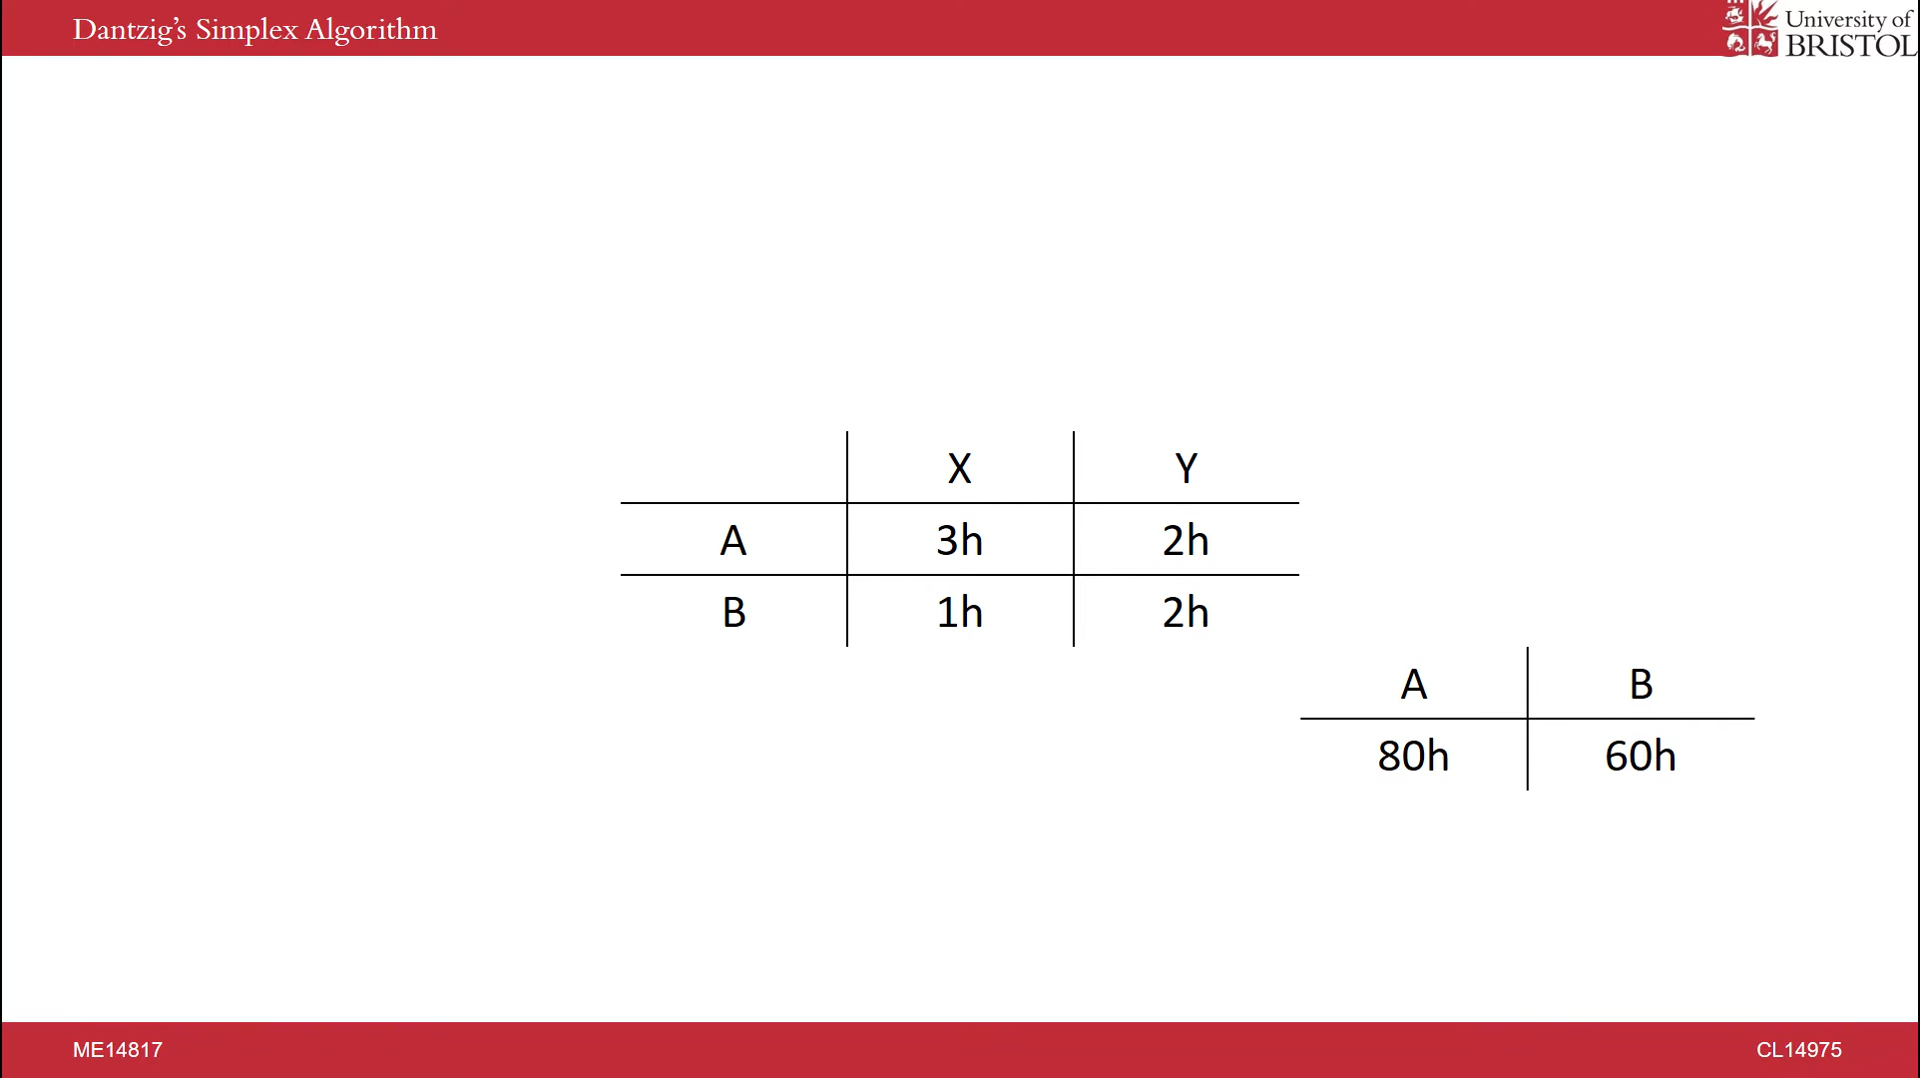 Dantzig's Simplex Algorithm
University of
BRISTOL
X Y
A 3h 2h
B 1h 2h
A B
80h 60h
ME14817
CL14975